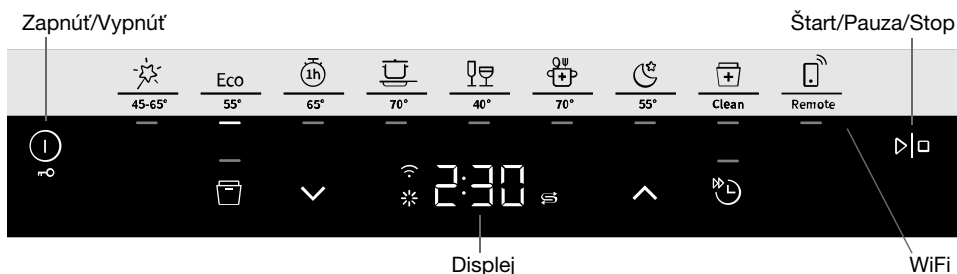 Zapnúť/Vypnúť Štart/Pauza/Stop
Eco 1h
45-65° 55° 65° 70° 40° 70° 55° Clean Remote
2:30
Displej WiFi